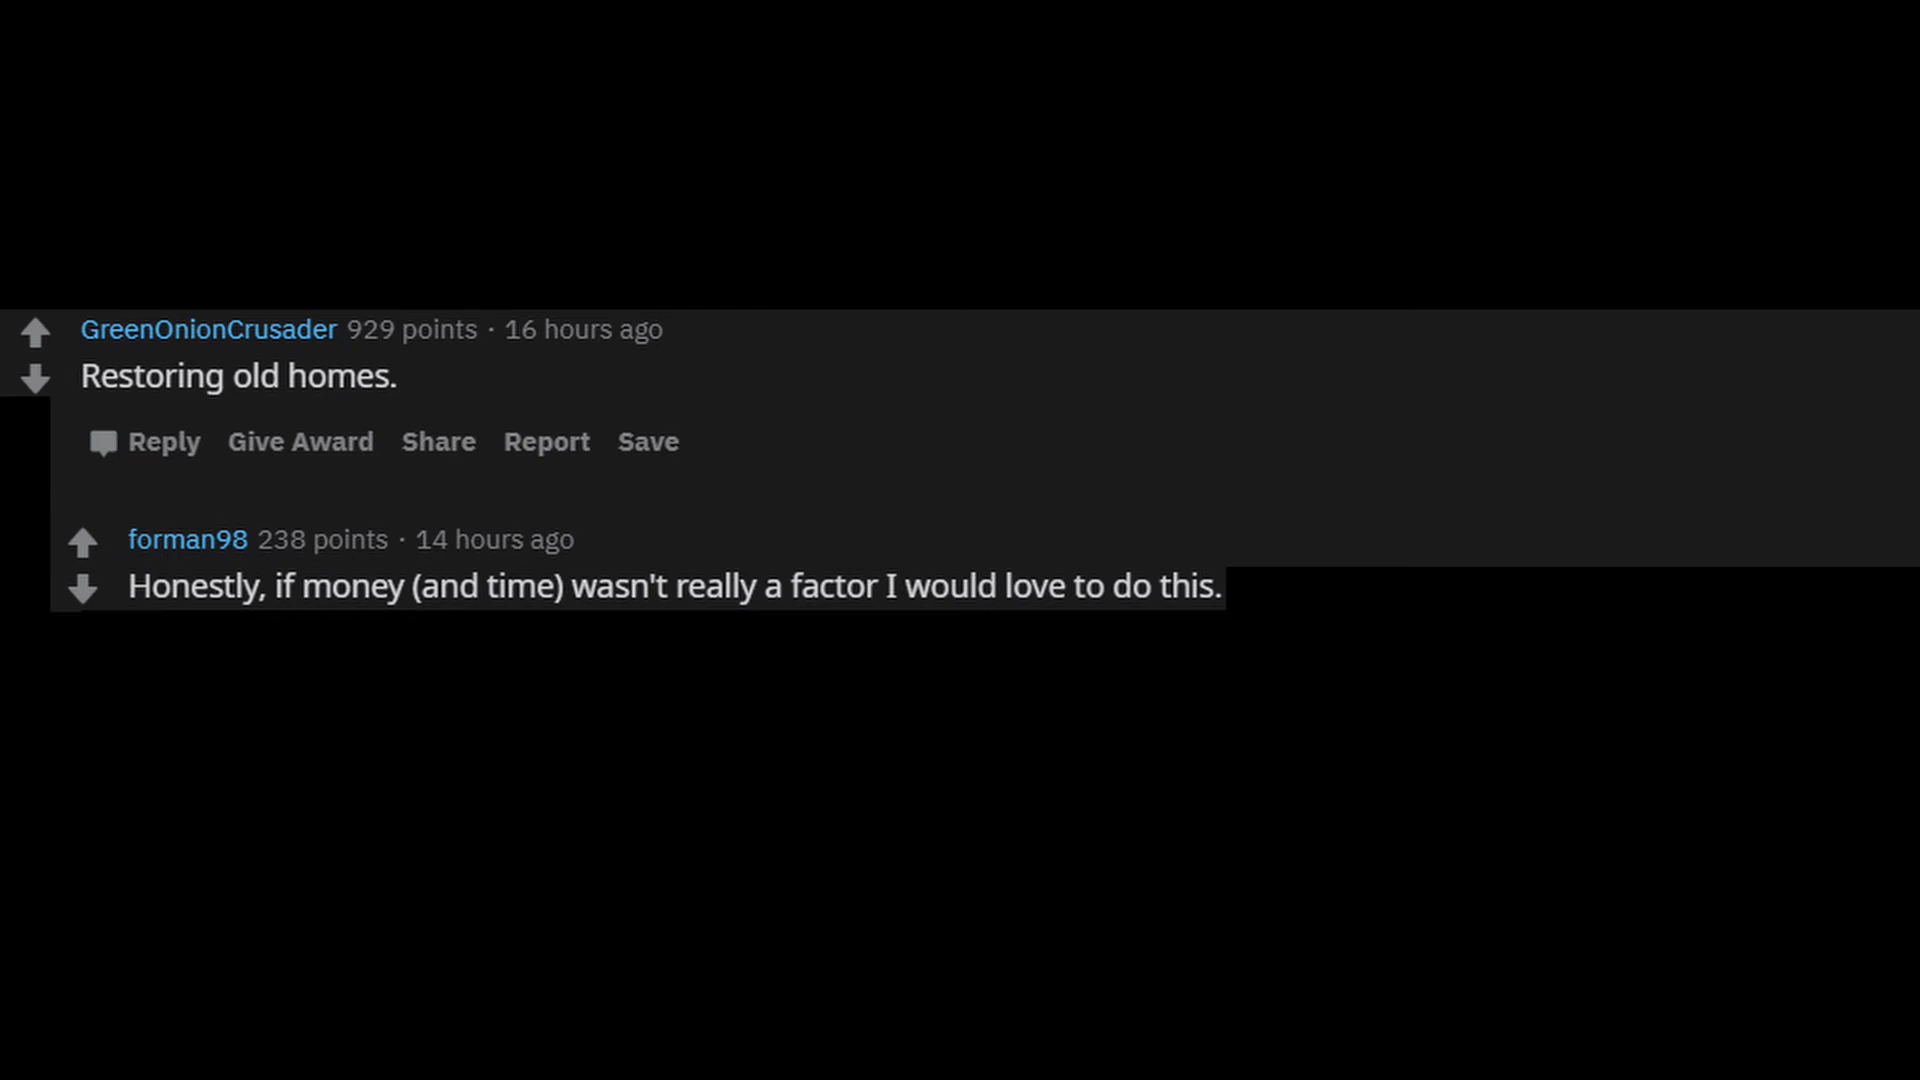 GreenOnionCrusader 929 points · 16 hours ago
Restoring old homes.
Reply Give Award Share Report Save
forman98 238 points · 14 hours ago
Honestly, if money (and time) wasn't really a factor I would love to do this.